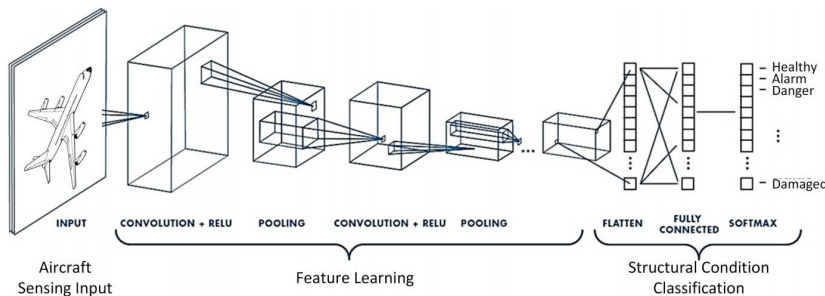 Healthy
Alarm
Danger
Damaged
INPUT
CONVOLUTION + RELU
POOLING
CONVOLUTION + RELU
POOLING
FLATTEN
FULLY
CONNECTED
SOFTMAX
Aircraft
Sensing Input
Feature Learning
Structural Condition
Classification